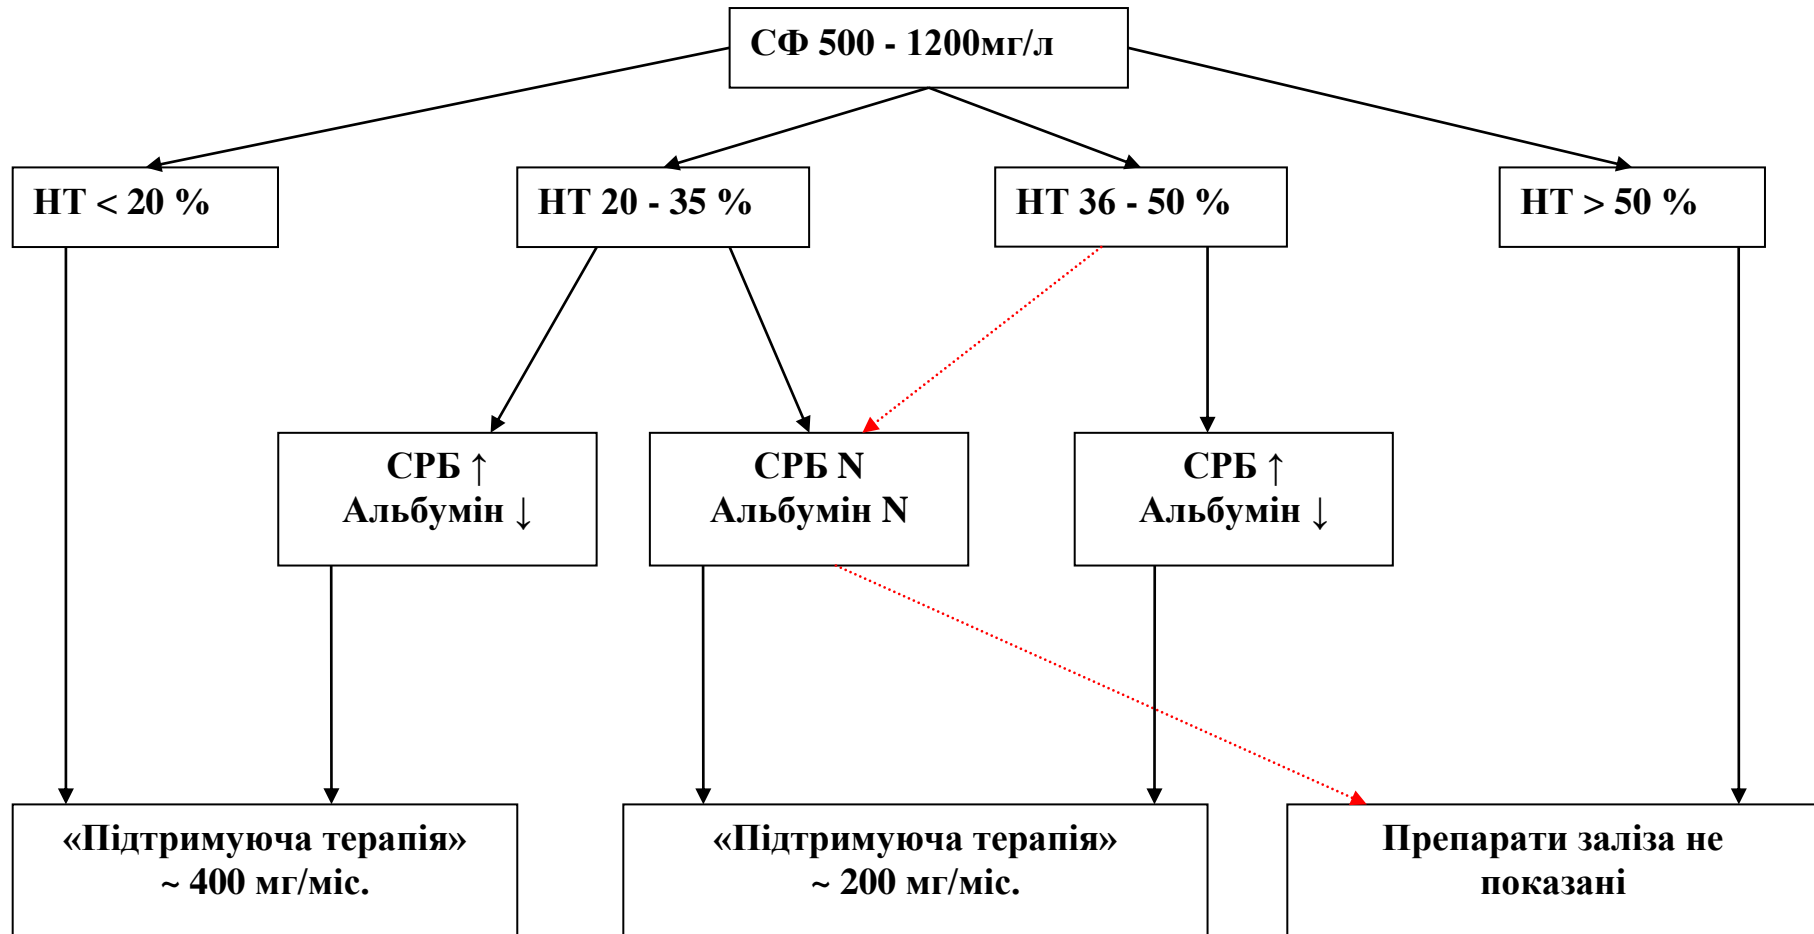 СФ 500 - 1200мг/л
НТ < 20 %
НТ 20 - 35 %
НТ 36 - 50 %
НТ > 50 %
СРБ ↑
Альбумін ↓
СРБ N
Альбумін N
СРБ ↑
Альбумін ↓
«Підтримуюча терапія»
~ 400 мг/міс.
«Підтримуюча терапія»
~ 200 мг/міс.
Препарати заліза не
показані